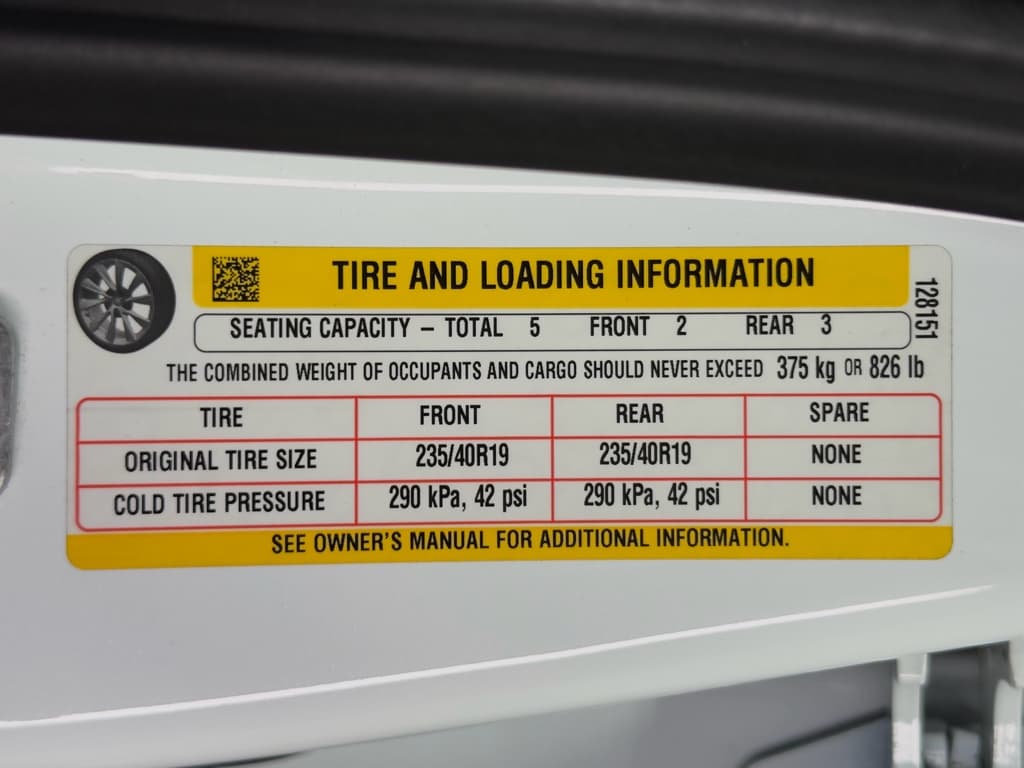 TIRE AND LOADING INFORMATION
128151
SEATING CAPACITY – TOTAL 5 FRONT 2 REAR 3
THE COMBINED WEIGHT OF OCCUPANTS AND CARGO SHOULD NEVER EXCEED 375 kg OR 826 lb
TIRE FRONT REAR SPARE
ORIGINAL TIRE SIZE 235/40R19 235/40R19 NONE
COLD TIRE PRESSURE 290 kPa, 42 psi 290 kPa, 42 psi NONE
SEE OWNER'S MANUAL FOR ADDITIONAL INFORMATION.